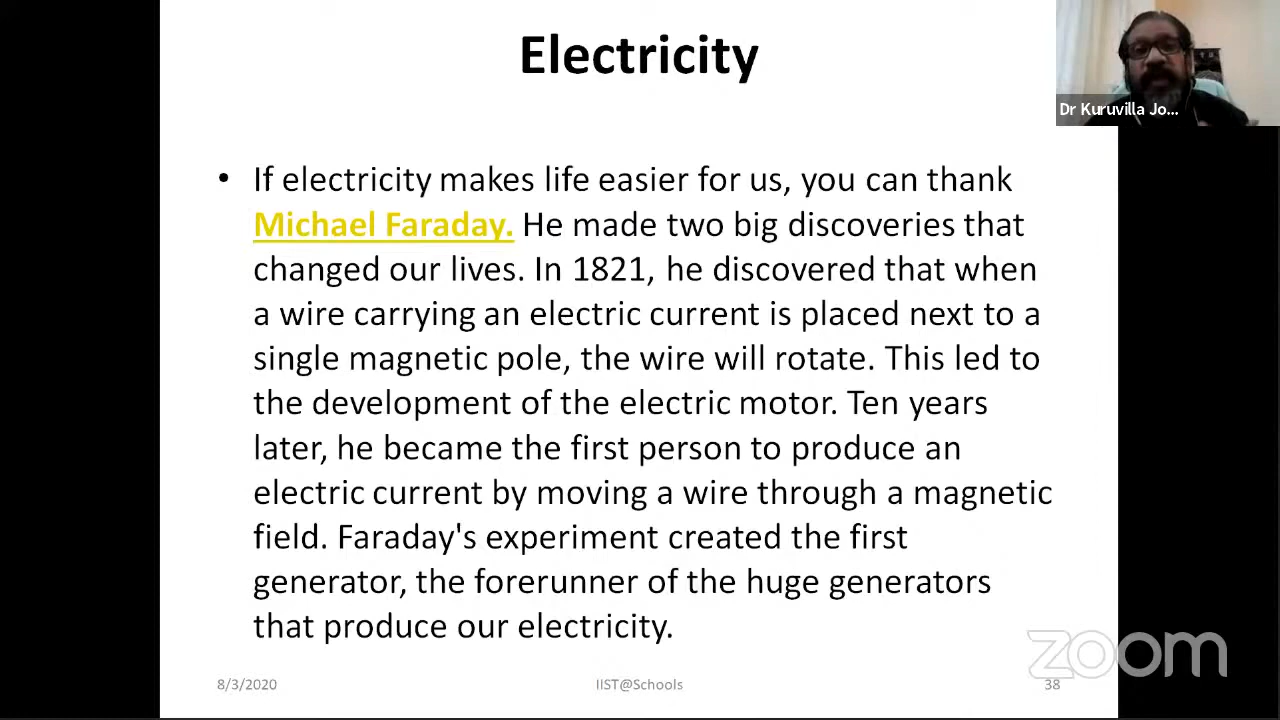 Electricity
Dr Kuruvilla Jo...
• If electricity makes life easier for us, you can thank
Michael Faraday. He made two big discoveries that
changed our lives. In 1821, he discovered that when
a wire carrying an electric current is placed next to a
single magnetic pole, the wire will rotate. This led to
the development of the electric motor. Ten years
later, he became the first person to produce an
electric current by moving a wire through a magnetic
field. Faraday's experiment created the first
generator, the forerunner of the huge generators
that produce our electricity.
zoom
8/3/2020
IIST@Schools
38